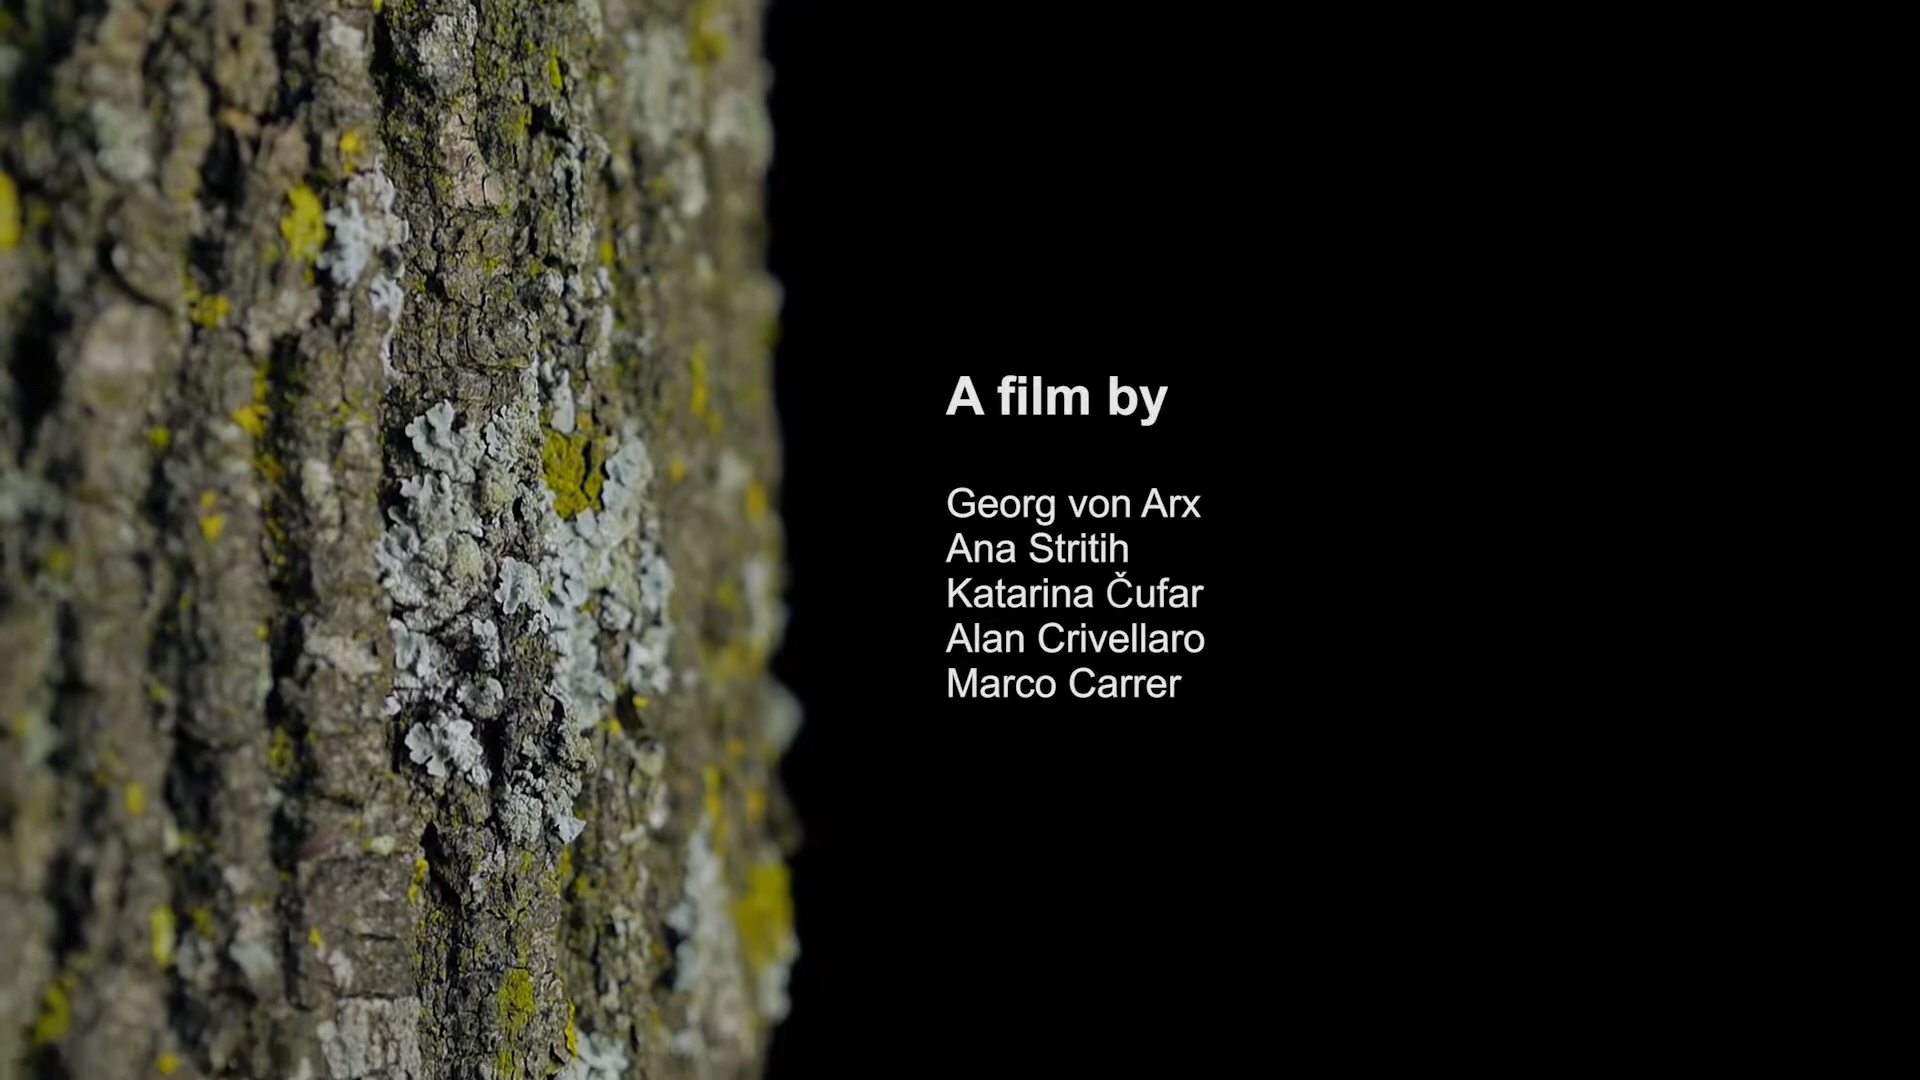 A film by
Georg von Arx
Ana Stritih
Katarina Čufar
Alan Crivellaro
Marco Carrer